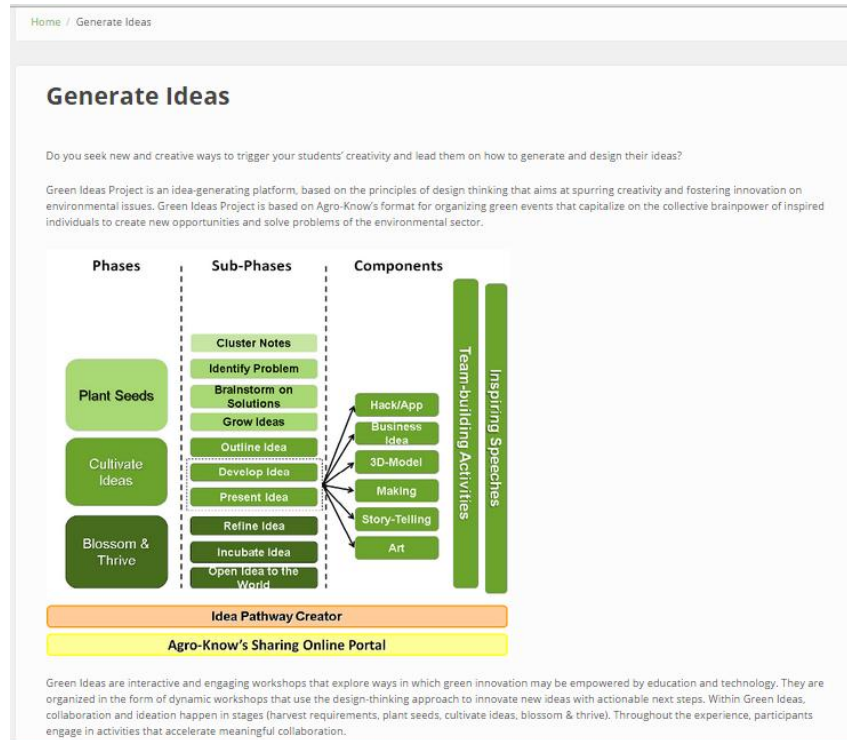 Home / Generate Ideas
Generate Ideas
Do you seek new and creative ways to trigger your students' creativity and lead them on how to generate and design their ideas?
Green Ideas Project is an idea-generating platform, based on the principles of design thinking that aims at spurring creativity and fostering innovation on
environmental issues. Green Ideas Project is based on Agro-Know's format for organizing green events that capitalize on the collective brainpower of inspired
individuals to create new opportunities and solve problems of the environmental sector.
Phases
Sub-Phases
Components
Plant Seeds
Cultivate
Ideas
Blossom &
Thrive
Cluster Notes
Identify Problem
Brainstorm on
Solutions
Grow Ideas
Outline Idea
Develop Idea
Present Idea
Refine Idea
Incubate Idea
Open Idea to the
World
Hack/App
Business
Idea
3D-Model
Making
Story-Telling
Art
Team-building Activities
Inspiring Speeches
Idea Pathway Creator
Agro-Know's Sharing Online Portal
Green Ideas are interactive and engaging workshops that explore ways in which green innovation may be empowered by education and technology. They are
organized in the form of dynamic workshops that use the design-thinking approach to innovate new ideas with actionable next steps. Within Green Ideas,
collaboration and ideation happen in stages (harvest requirements, plant seeds, cultivate ideas, blossom & thrive). Throughout the experience, participants
engage in activities that accelerate meaningful collaboration.